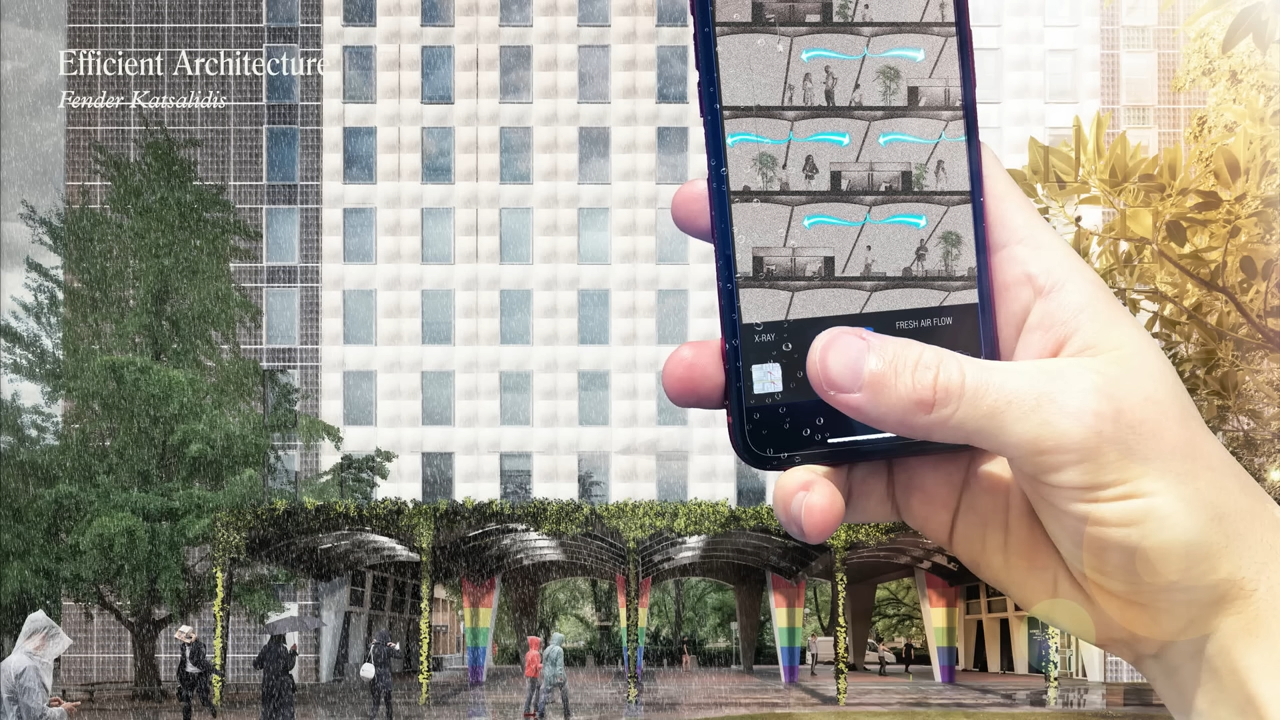 Efficient Architecture
Fender Katsalidis
X-RAY
FRESH AIR FLOW